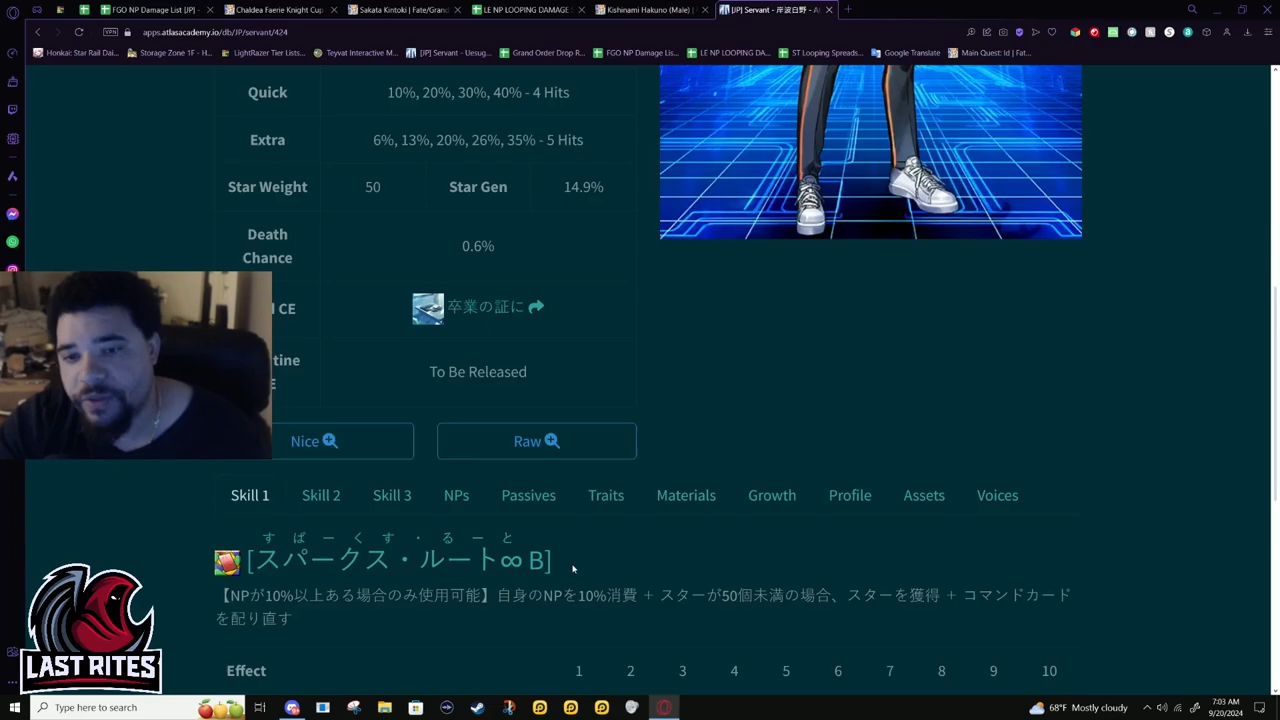 FGO NP Damage List [JP] -
Chaldea Faerie Knight Cup
Sakata Kintoki | Fate/Grand
LE NP LOOPING DAMAGE
Kishinami Hakuno (Male) |
[JP] Servant - 岸波白野 - A
VPN
apps.atlasacademy.io/db/JP/servant/424
Honkai: Star Rail Dai...
Storage Zone 1F - H...
LightRazer Tier Lists...
Teyvat Interactive M...
[JP] Servant - Uesug...
Grand Order Drop R...
FGO NP Damage Lis...
LE NP LOOPING DA...
ST Looping Spreads...
Google Translate
Main Quest: Id | Fat...
Quick 10%, 20%, 30%, 40% - 4 Hits
Extra 6%, 13%, 20%, 26%, 35% - 5 Hits
Star Weight 50 Star Gen 14.9%
Death Chance 0.6%
CE 卒業の証に
tine
To Be Released
Nice Raw
Skill 1 Skill 2 Skill 3 NPs Passives Traits Materials Growth Profile Assets Voices
すぱーくす・るーと
[スパークス・ルート∞ B]
【NPが10%以上ある場合のみ使用可能】自身のNPを10%消費 + スターが50個未満の場合、スターを獲得 + コマンドカード
を配り直す
Effect 1 2 3 4 5 6 7 8 9 10
LAST RITES
Type here to search
68°F Mostly cloudy
7:03 AM
9/20/2024